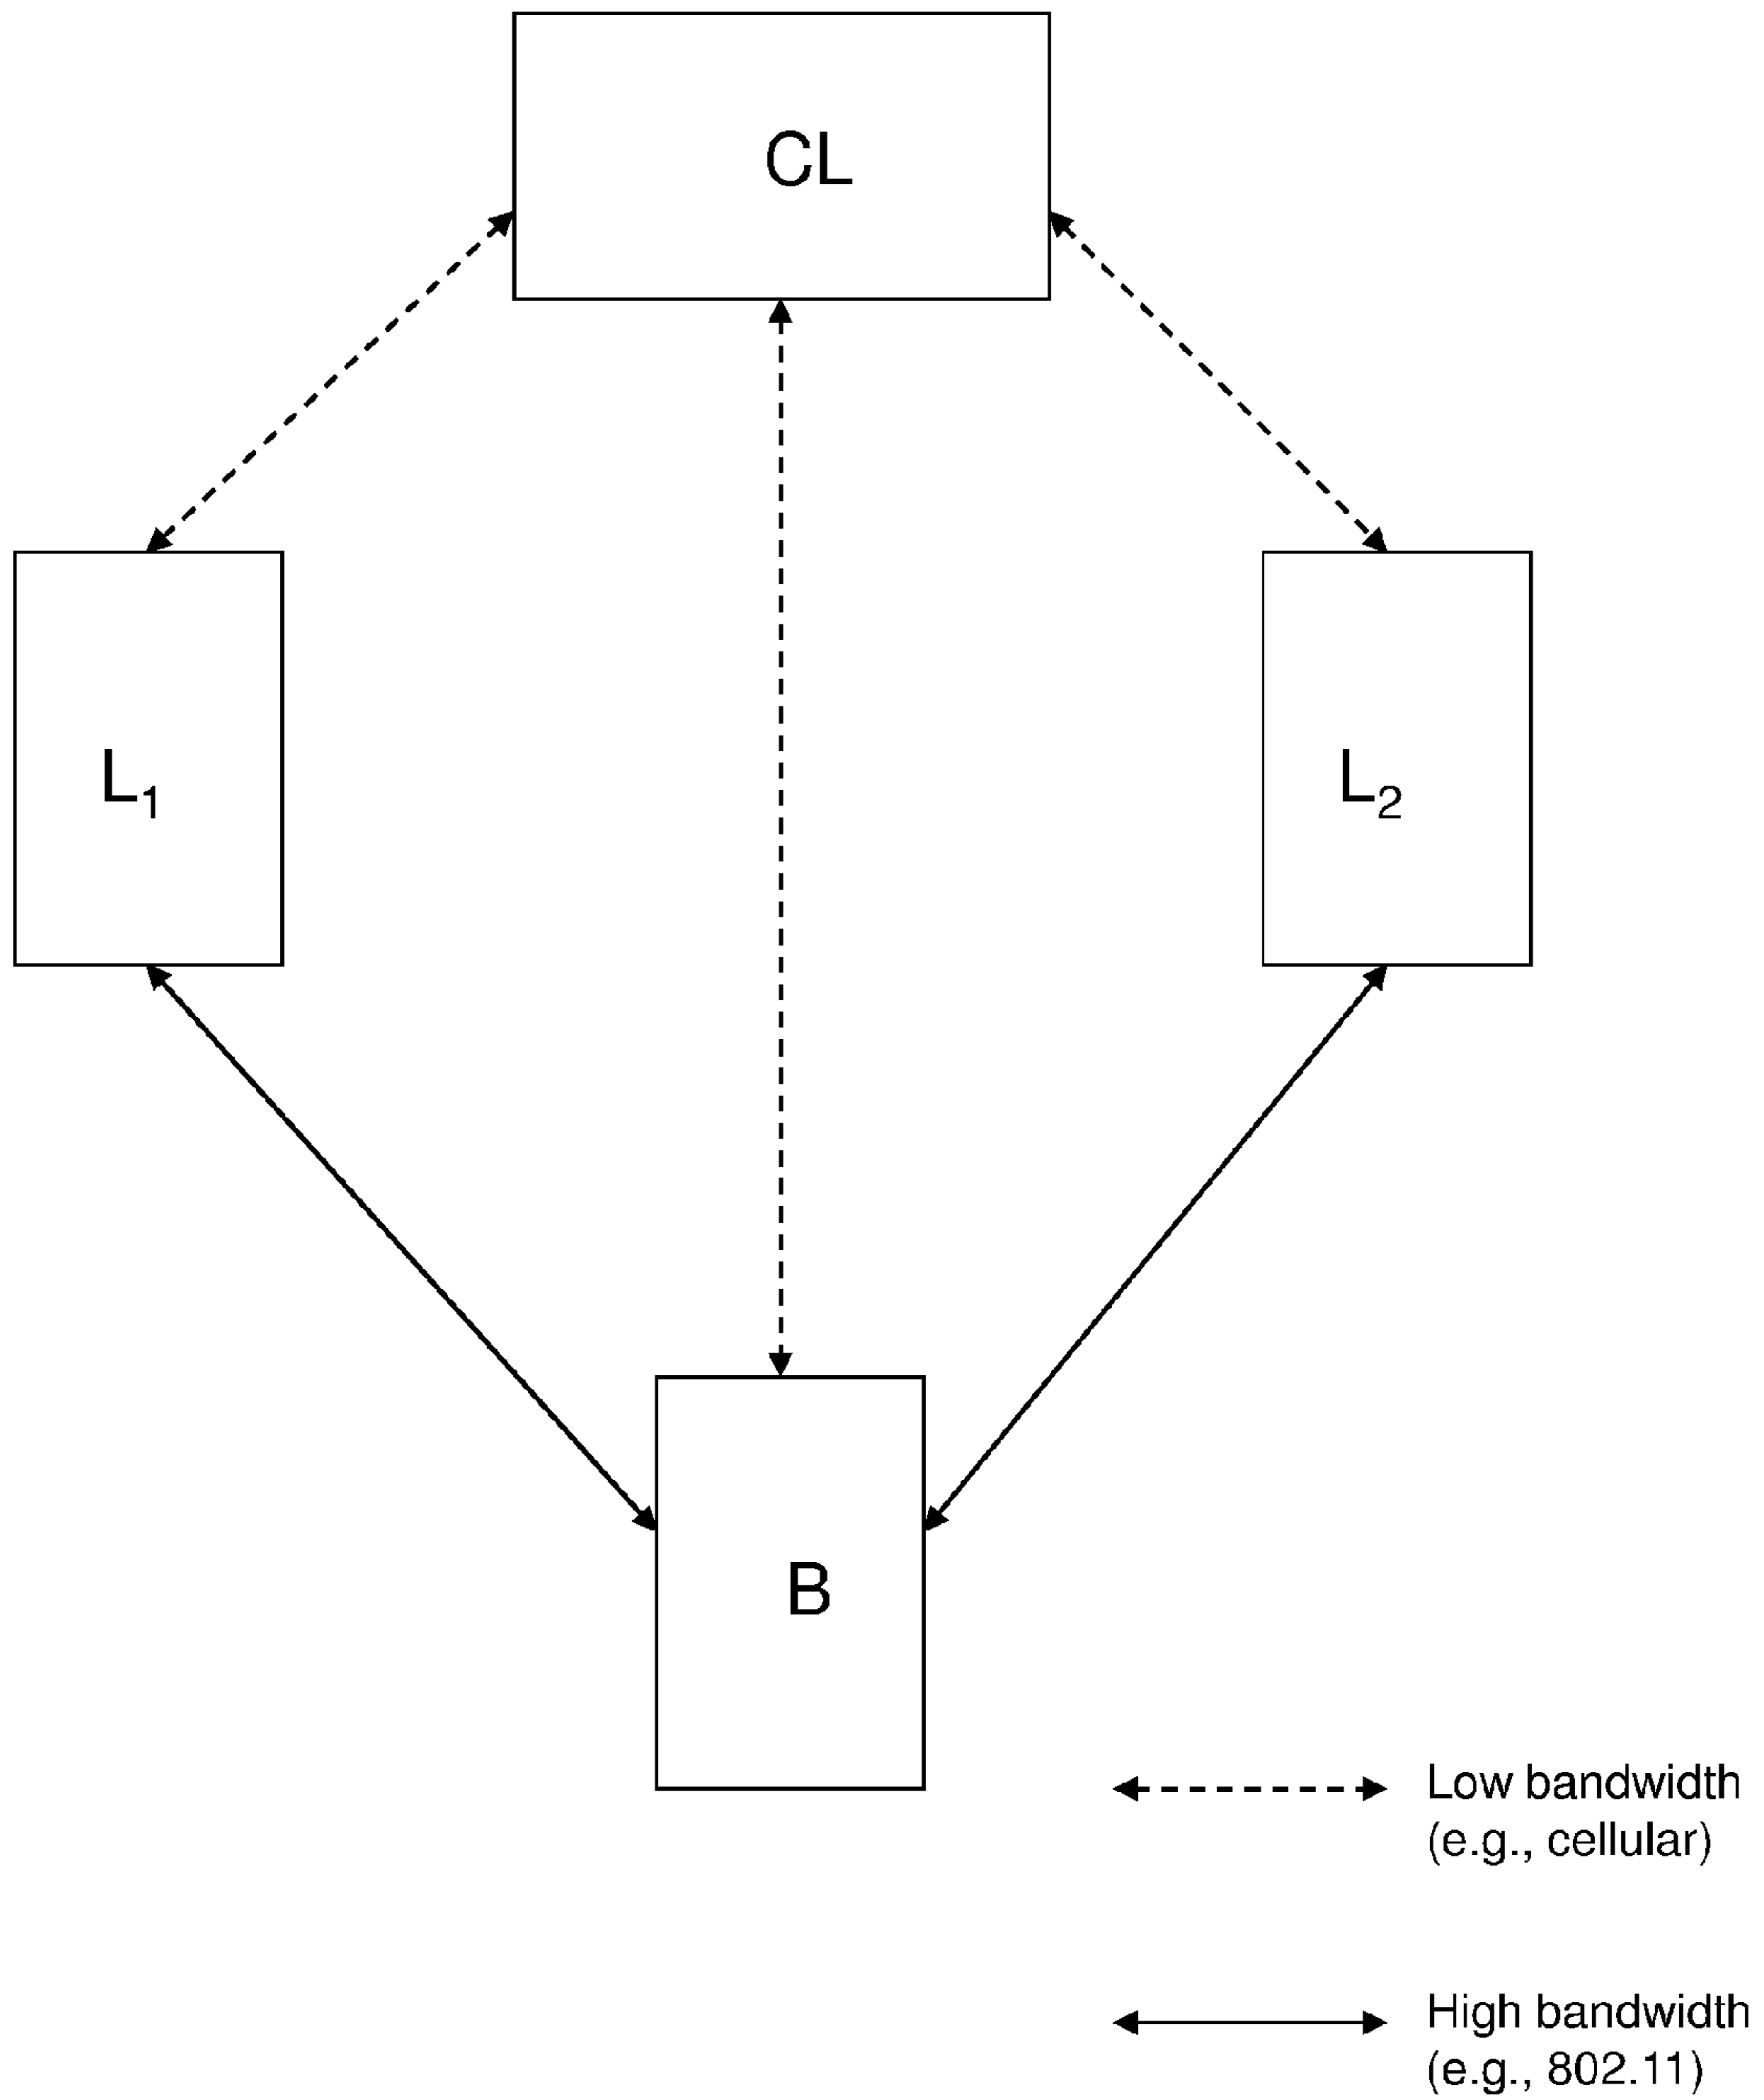 CL
L₁
L₂
B
Low bandwidth
(e.g., cellular)
High bandwidth
(e.g., 802.11)